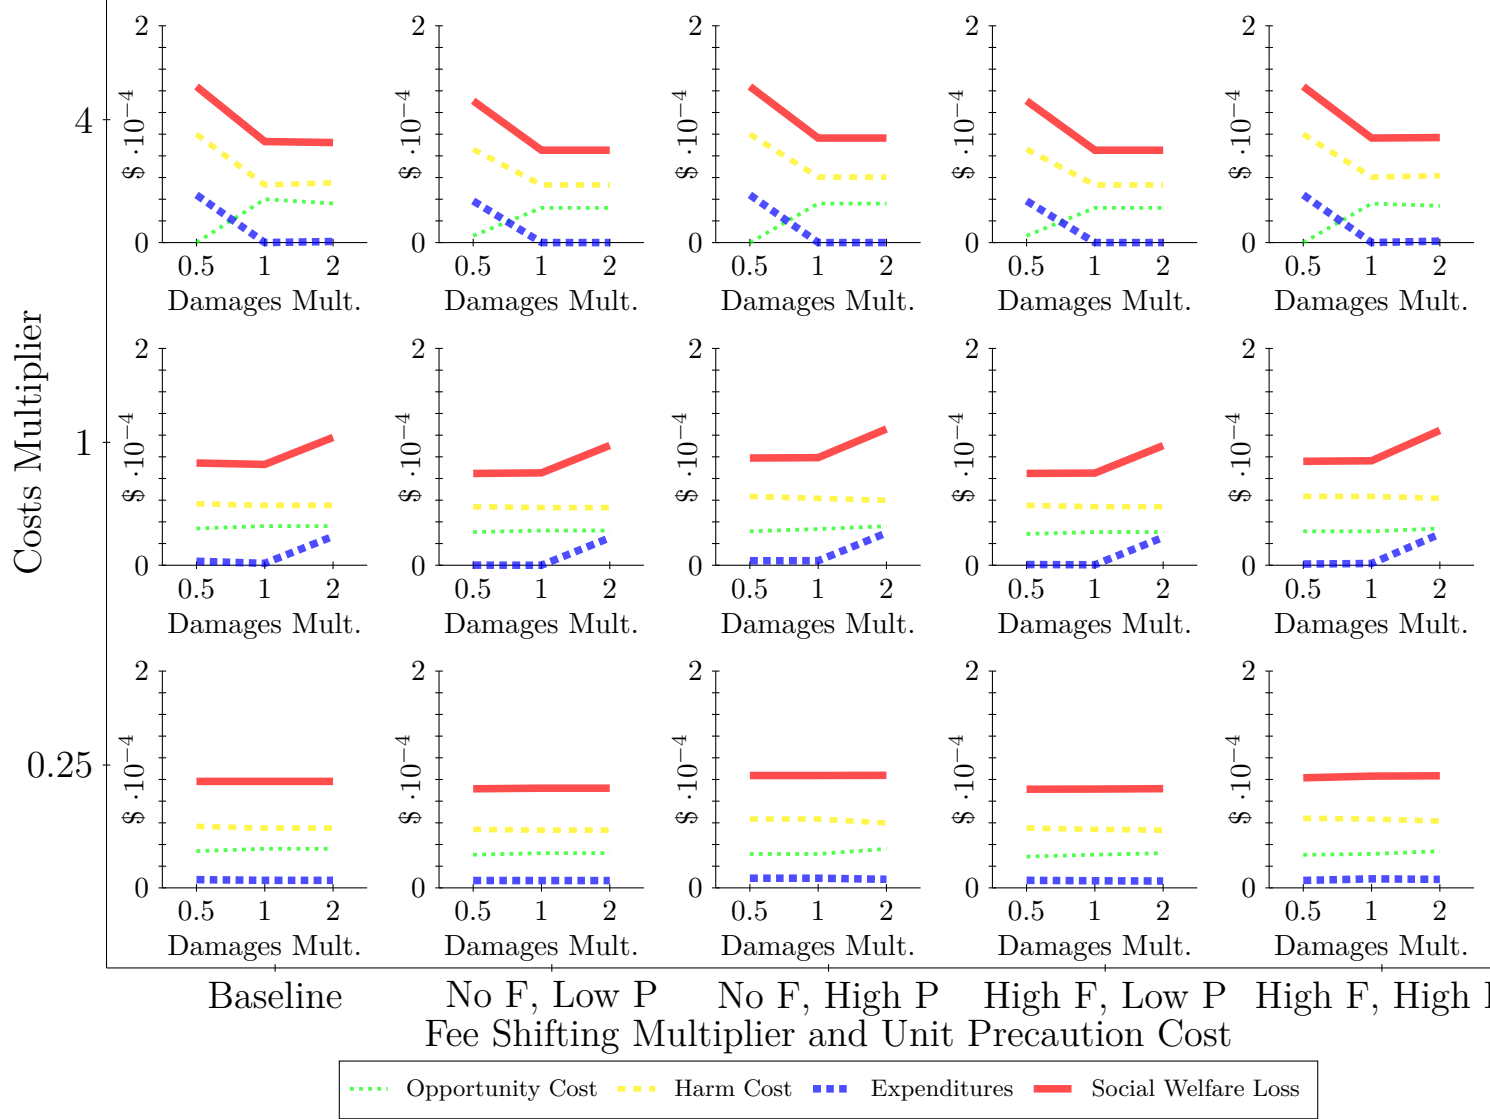 Costs Multiplier
4
2
$ ·10−4
0
0.5 1 2
Damages Mult.
2
$ ·10−4
0
0.5 1 2
Damages Mult.
2
$ ·10−4
0
0.5 1 2
Damages Mult.
2
$ ·10−4
0
0.5 1 2
Damages Mult.
2
$ ·10−4
0
0.5 1 2
Damages Mult.
1
2
$ ·10−4
0
0.5 1 2
Damages Mult.
2
$ ·10−4
0
0.5 1 2
Damages Mult.
2
$ ·10−4
0
0.5 1 2
Damages Mult.
2
$ ·10−4
0
0.5 1 2
Damages Mult.
2
$ ·10−4
0
0.5 1 2
Damages Mult.
0.25
2
$ ·10−4
0
0.5 1 2
Damages Mult.
2
$ ·10−4
0
0.5 1 2
Damages Mult.
2
$ ·10−4
0
0.5 1 2
Damages Mult.
2
$ ·10−4
0
0.5 1 2
Damages Mult.
2
$ ·10−4
0
0.5 1 2
Damages Mult.
Baseline
No F, Low P
No F, High P
High F, Low P
High F, High
Fee Shifting Multiplier and Unit Precaution Cost
Opportunity Cost Harm Cost Expenditures Social Welfare Loss